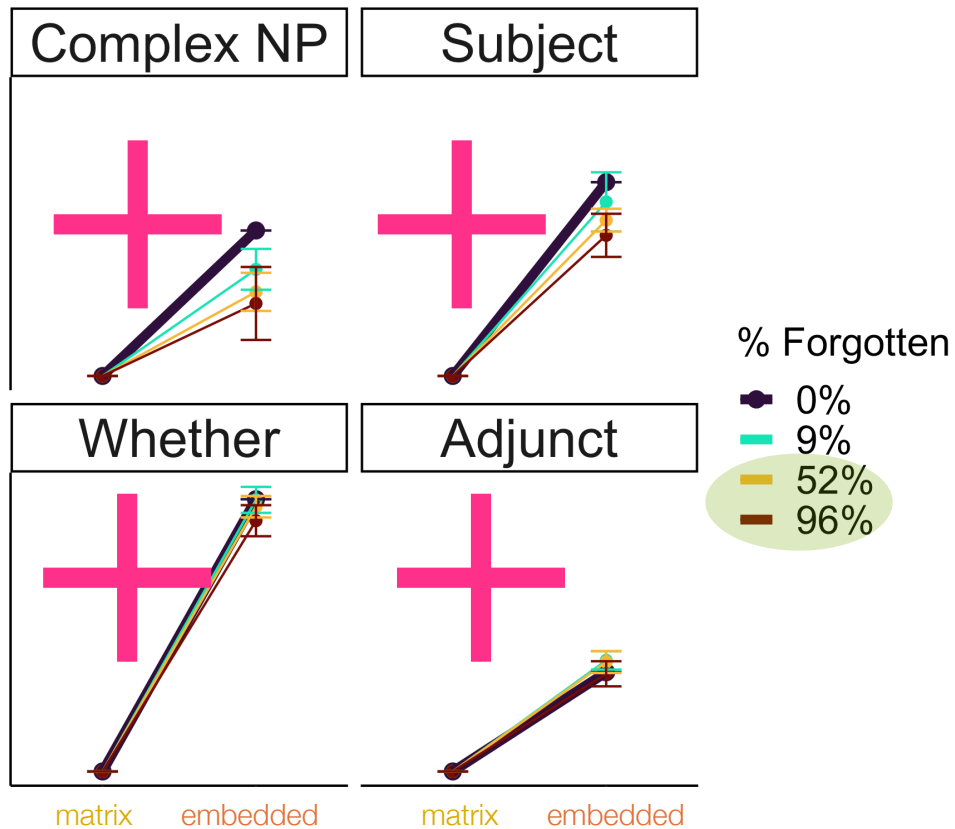 Complex NP
Subject
Whether
Adjunct
matrix
embedded
matrix
embedded
% Forgotten
0%
9%
52%
96%